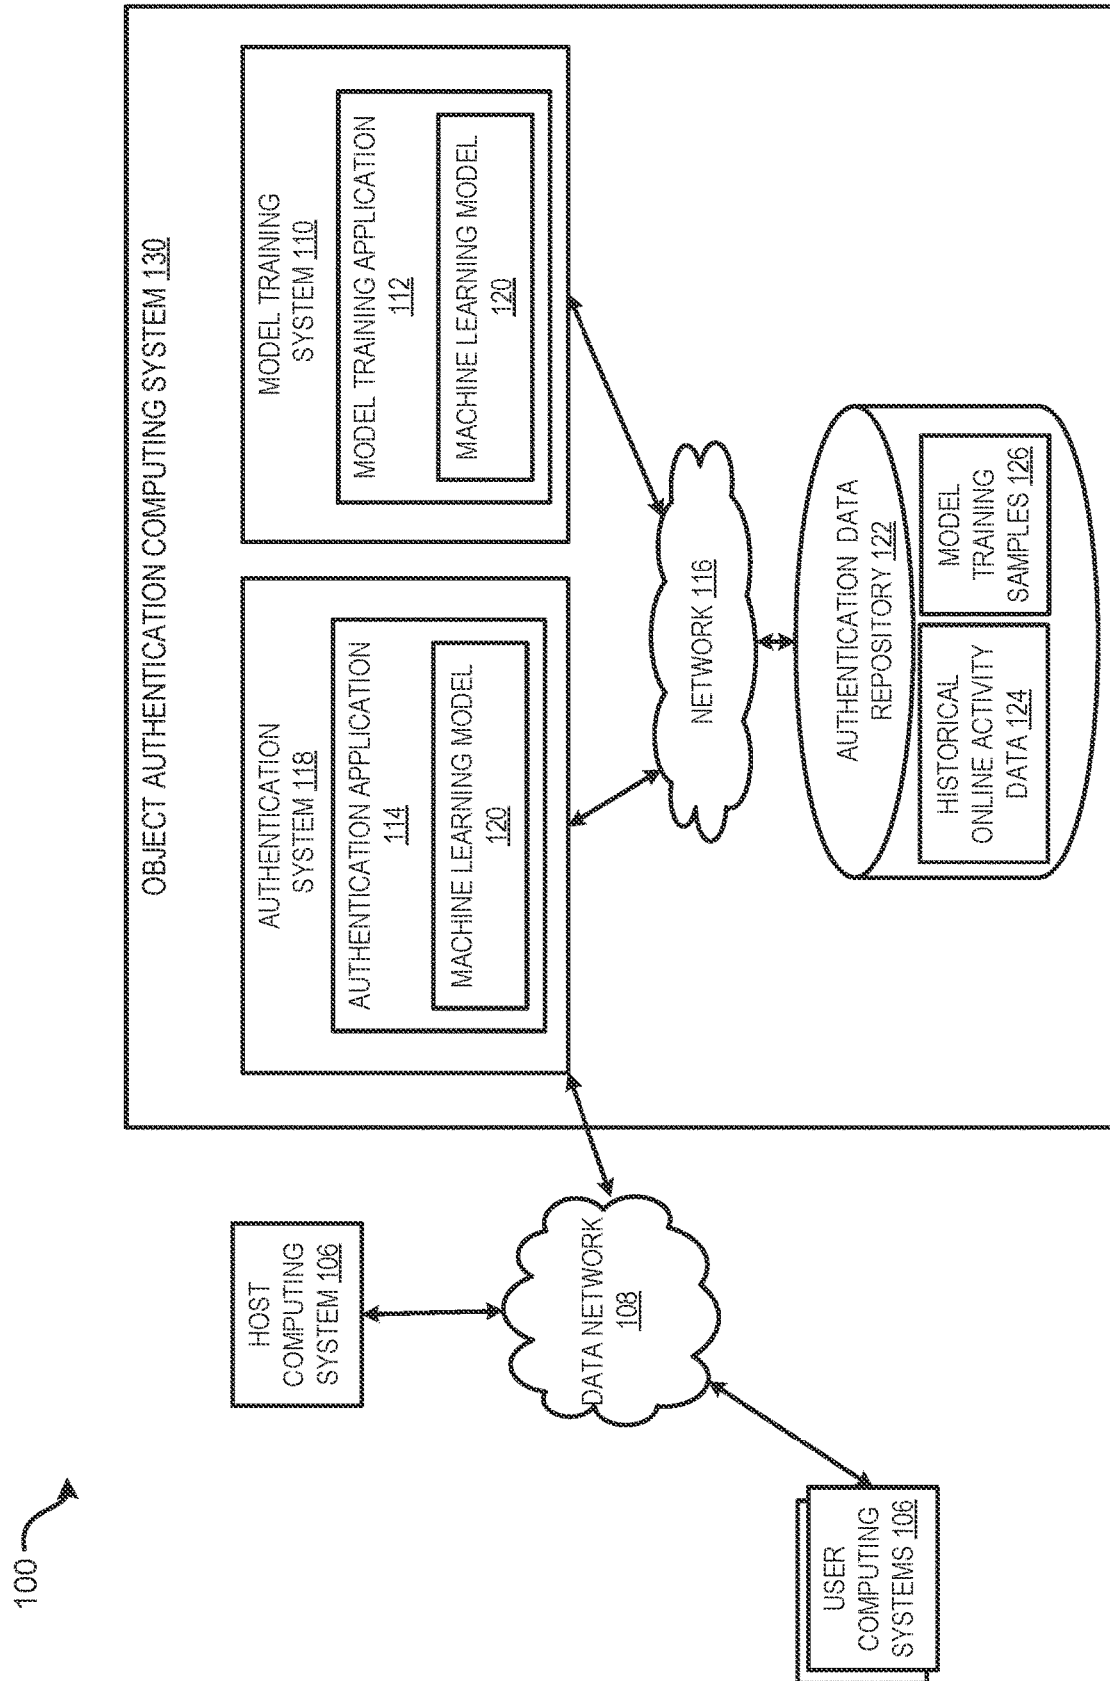 100
OBJECT AUTHENTICATION COMPUTING SYSTEM 130
HOST
COMPUTING
SYSTEM 106
AUTHENTICATION
SYSTEM 118
AUTHENTICATION APPLICATION
114
MACHINE LEARNING MODEL
120
MODEL TRAINING
SYSTEM 110
MODEL TRAINING APPLICATION
112
MACHINE LEARNING MODEL
120
DATA NETWORK
108
NETWORK 116
USER
COMPUTING
SYSTEMS 106
AUTHENTICATION DATA
REPOSITORY 122
HISTORICAL
ONLINE ACTIVITY
DATA 124
MODEL
TRAINING
SAMPLES 126